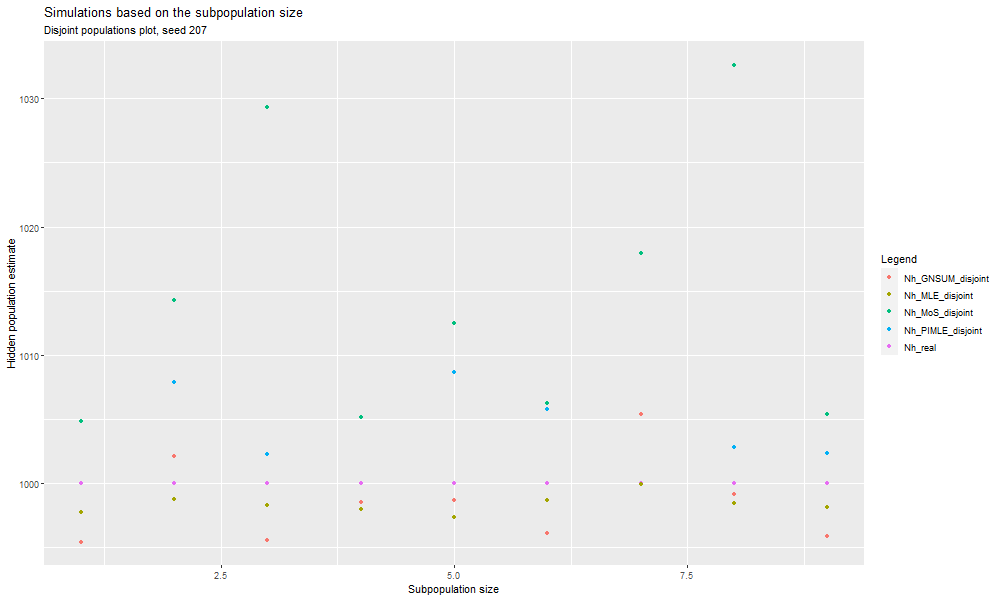 Simulations based on the subpopulation size
Disjoint populations plot, seed 207
Hidden population estimate
1030
1020
1010
1000
2.5
5.0
7.5
Subpopulation size
Legend
Nh_GNSUM_disjoint
Nh_MLE_disjoint
Nh_MoS_disjoint
Nh_PIMLE_disjoint
Nh_real